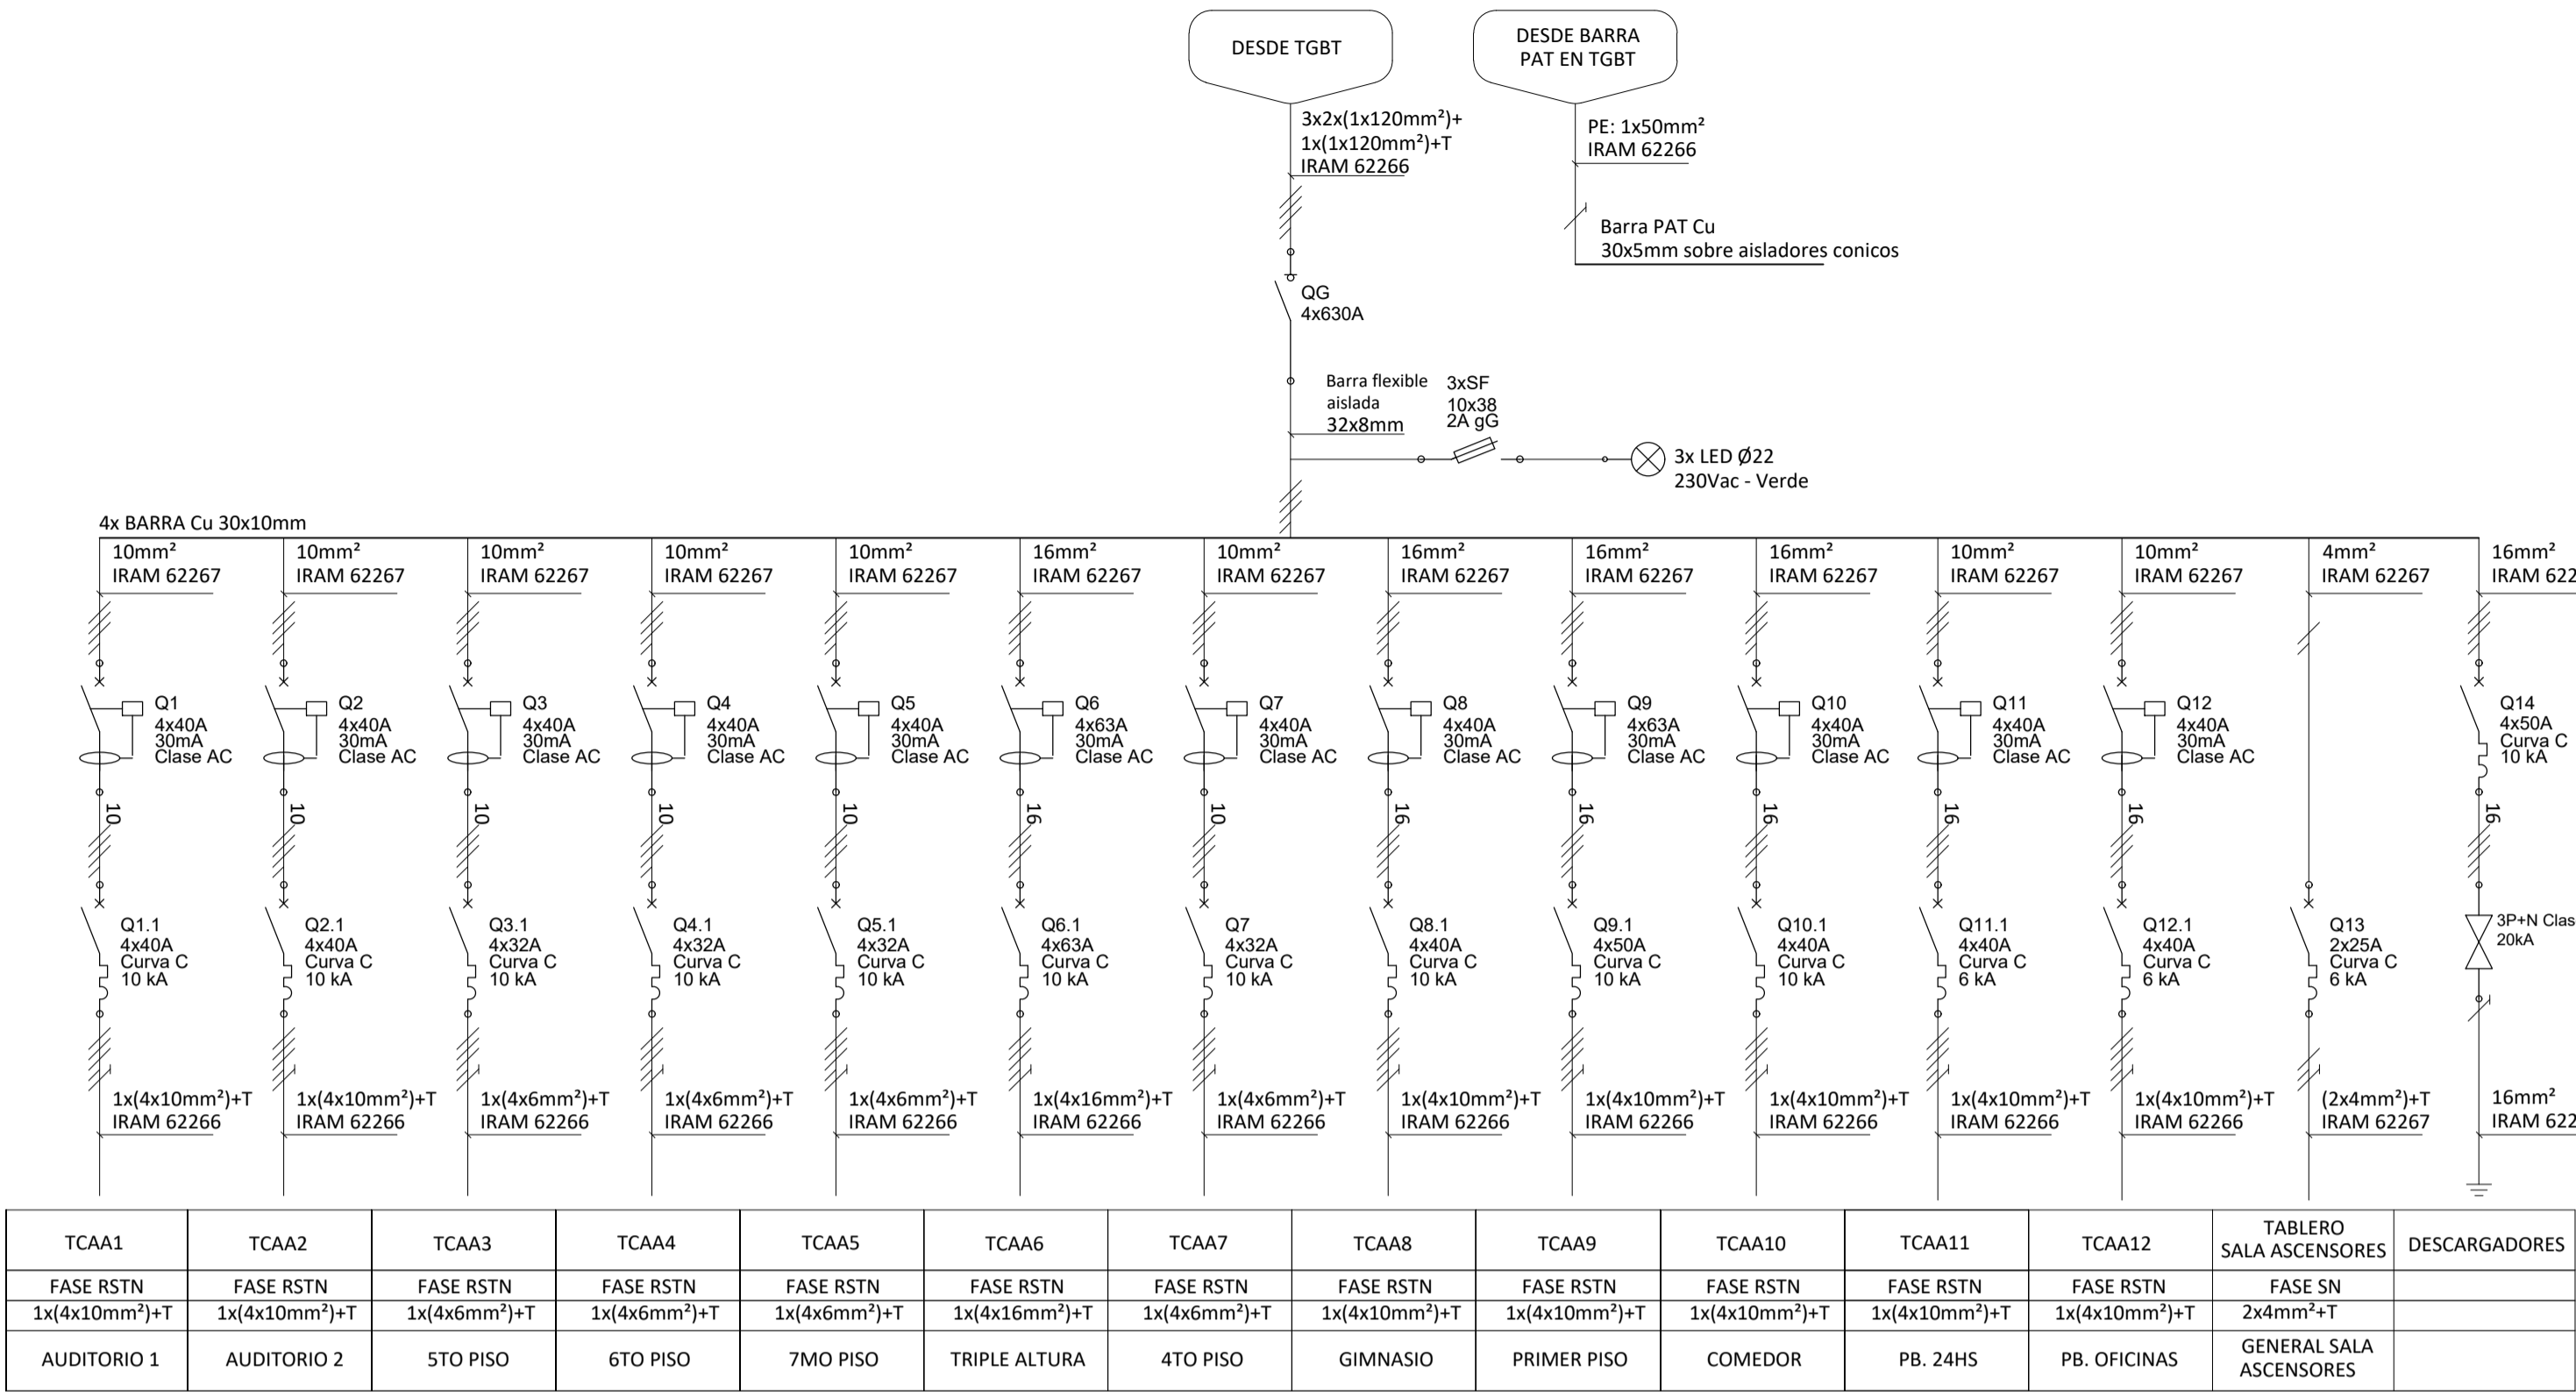 DESDE TGBT
DESDE BARRA
PAT EN TGBT
3x2x(1x120mm²)+
1x(1x120mm²)+T
IRAM 62266
PE: 1x50mm²
IRAM 62266
Barra PAT Cu
30x5mm sobre aisladores conicos
QG
4x630A
Barra flexible
aislada
32x8mm
3xSF
10x38
2A gG
3x LED Ø22
230Vac - Verde
4x BARRA Cu 30x10mm
10mm²
IRAM 62267
10mm²
IRAM 62267
10mm²
IRAM 62267
10mm²
IRAM 62267
10mm²
IRAM 62267
16mm²
IRAM 62267
10mm²
IRAM 62267
16mm²
IRAM 62267
16mm²
IRAM 62267
16mm²
IRAM 62267
10mm²
IRAM 62267
10mm²
IRAM 62267
4mm²
IRAM 62267
16mm²
IRAM 622
Q1
4x40A
30mA
Clase AC
Q2
4x40A
30mA
Clase AC
Q3
4x40A
30mA
Clase AC
Q4
4x40A
30mA
Clase AC
Q5
4x40A
30mA
Clase AC
Q6
4x63A
30mA
Clase AC
Q7
4x40A
30mA
Clase AC
Q8
4x40A
30mA
Clase AC
Q9
4x63A
30mA
Clase AC
Q10
4x40A
30mA
Clase AC
Q11
4x40A
30mA
Clase AC
Q12
4x40A
30mA
Clase AC
Q14
4x50A
Curva C
10 kA
10
10
10
10
10
16
10
16
16
16
16
16
16
Q1.1
4x40A
Curva C
10 kA
Q2.1
4x40A
Curva C
10 kA
Q3.1
4x32A
Curva C
10 kA
Q4.1
4x32A
Curva C
10 kA
Q5.1
4x32A
Curva C
10 kA
Q6.1
4x63A
Curva C
10 kA
Q7
4x32A
Curva C
10 kA
Q8.1
4x40A
Curva C
10 kA
Q9.1
4x50A
Curva C
10 kA
Q10.1
4x40A
Curva C
10 kA
Q11.1
4x40A
Curva C
6 kA
Q12.1
4x40A
Curva C
6 kA
Q13
2x25A
Curva C
6 kA
3P+N Clas
20kA
1x(4x10mm²)+T
IRAM 62266
1x(4x10mm²)+T
IRAM 62266
1x(4x6mm²)+T
IRAM 62266
1x(4x6mm²)+T
IRAM 62266
1x(4x6mm²)+T
IRAM 62266
1x(4x16mm²)+T
IRAM 62266
1x(4x6mm²)+T
IRAM 62266
1x(4x10mm²)+T
IRAM 62266
1x(4x10mm²)+T
IRAM 62266
1x(4x10mm²)+T
IRAM 62266
1x(4x10mm²)+T
IRAM 62266
1x(4x10mm²)+T
IRAM 62266
(2x4mm²)+T
IRAM 62267
16mm²
IRAM 622
TCAA1
TCAA2
TCAA3
TCAA4
TCAA5
TCAA6
TCAA7
TCAA8
TCAA9
TCAA10
TCAA11
TCAA12
TABLERO
SALA ASCENSORES
DESCARGADORES
FASE RSTN
FASE RSTN
FASE RSTN
FASE RSTN
FASE RSTN
FASE RSTN
FASE RSTN
FASE RSTN
FASE RSTN
FASE RSTN
FASE RSTN
FASE RSTN
FASE SN
1x(4x10mm²)+T
1x(4x10mm²)+T
1x(4x6mm²)+T
1x(4x6mm²)+T
1x(4x6mm²)+T
1x(4x16mm²)+T
1x(4x6mm²)+T
1x(4x10mm²)+T
1x(4x10mm²)+T
1x(4x10mm²)+T
1x(4x10mm²)+T
1x(4x10mm²)+T
2x4mm²+T
AUDITORIO 1
AUDITORIO 2
5TO PISO
6TO PISO
7MO PISO
TRIPLE ALTURA
4TO PISO
GIMNASIO
PRIMER PISO
COMEDOR
PB. 24HS
PB. OFICINAS
GENERAL SALA
ASCENSORES